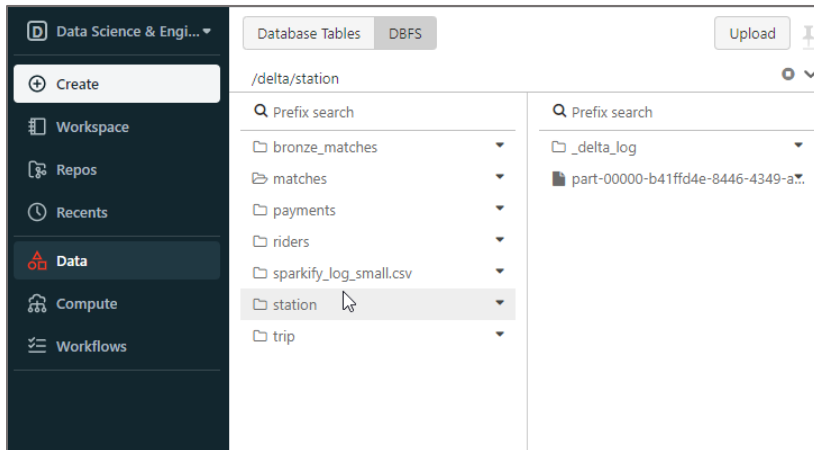 Data Science & Engi...
Create
Workspace
Repos
Recents
Data
Compute
Workflows
Database Tables
DBFS
Upload
/delta/station
Prefix search
bronze_matches
matches
payments
riders
sparkify_log_small.csv
station
trip
Prefix search
_delta_log
part-00000-b41ffd4e-8446-4349-a...